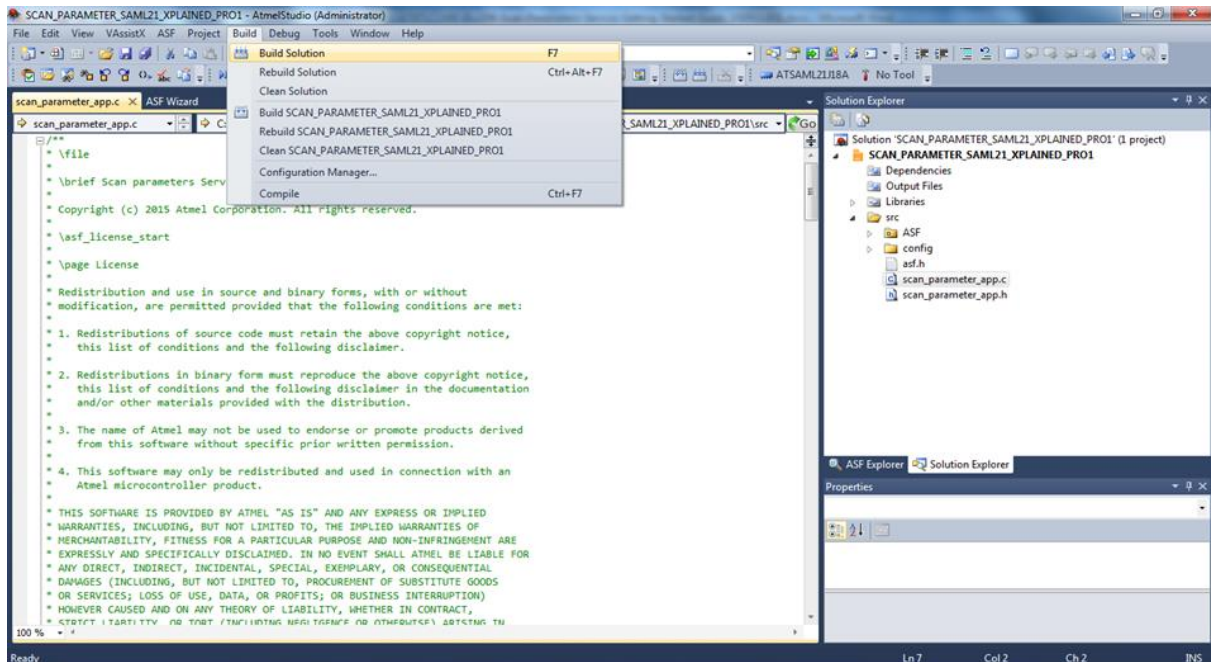 SCAN_PARAMETER_SAML21_XPLAINED_PRO1 - AtmelStudio (Administrator)
File Edit View VAssistX ASF Project Build Debug Tools Window Help
Build Solution F7
Rebuild Solution Ctrl+Alt+F7
Clean Solution
Build SCAN_PARAMETER_SAML21_XPLAINED_PRO1
Rebuild SCAN_PARAMETER_SAML21_XPLAINED_PRO1
Clean SCAN_PARAMETER_SAML21_XPLAINED_PRO1
Configuration Manager...
Compile Ctrl+F7
ATSAML21J18A No Tool
scan_parameter_app.c ASF Wizard
scan_parameter_app.c C: _SAML21_XPLAINED_PRO1\src Go
/**
* \file
*
* \brief Scan parameters Serv
*
* Copyright (c) 2015 Atmel Corporation. All rights reserved.
*
* \asf_license_start
*
* \page License
*
* Redistribution and use in source and binary forms, with or without
* modification, are permitted provided that the following conditions are met:
*
* 1. Redistributions of source code must retain the above copyright notice,
* this list of conditions and the following disclaimer.
*
* 2. Redistributions in binary form must reproduce the above copyright notice,
* this list of conditions and the following disclaimer in the documentation
* and/or other materials provided with the distribution.
*
* 3. The name of Atmel may not be used to endorse or promote products derived
* from this software without specific prior written permission.
*
* 4. This software may only be redistributed and used in connection with an
* Atmel microcontroller product.
*
* THIS SOFTWARE IS PROVIDED BY ATMEL "AS IS" AND ANY EXPRESS OR IMPLIED
* WARRANTIES, INCLUDING, BUT NOT LIMITED TO, THE IMPLIED WARRANTIES OF
* MERCHANTABILITY, FITNESS FOR A PARTICULAR PURPOSE AND NON-INFRINGEMENT ARE
* EXPRESSLY AND SPECIFICALLY DISCLAIMED. IN NO EVENT SHALL ATMEL BE LIABLE FOR
* ANY DIRECT, INDIRECT, INCIDENTAL, SPECIAL, EXEMPLARY, OR CONSEQUENTIAL
* DAMAGES (INCLUDING, BUT NOT LIMITED TO, PROCUREMENT OF SUBSTITUTE GOODS
* OR SERVICES; LOSS OF USE, DATA, OR PROFITS; OR BUSINESS INTERRUPTION)
* HOWEVER CAUSED AND ON ANY THEORY OF LIABILITY, WHETHER IN CONTRACT,
* STRICT LIABILITY, OR TORT (INCLUDING NEGLIGENCE OR OTHERWISE) ARISING IN
100 %
Solution Explorer
Solution 'SCAN_PARAMETER_SAML21_XPLAINED_PRO1' (1 project)
SCAN_PARAMETER_SAML21_XPLAINED_PRO1
Dependencies
Output Files
Libraries
src
ASF
config
asf.h
scan_parameter_app.c
scan_parameter_app.h
ASF Explorer Solution Explorer
Properties
Ready Ln 7 Col 2 Ch 2 INS